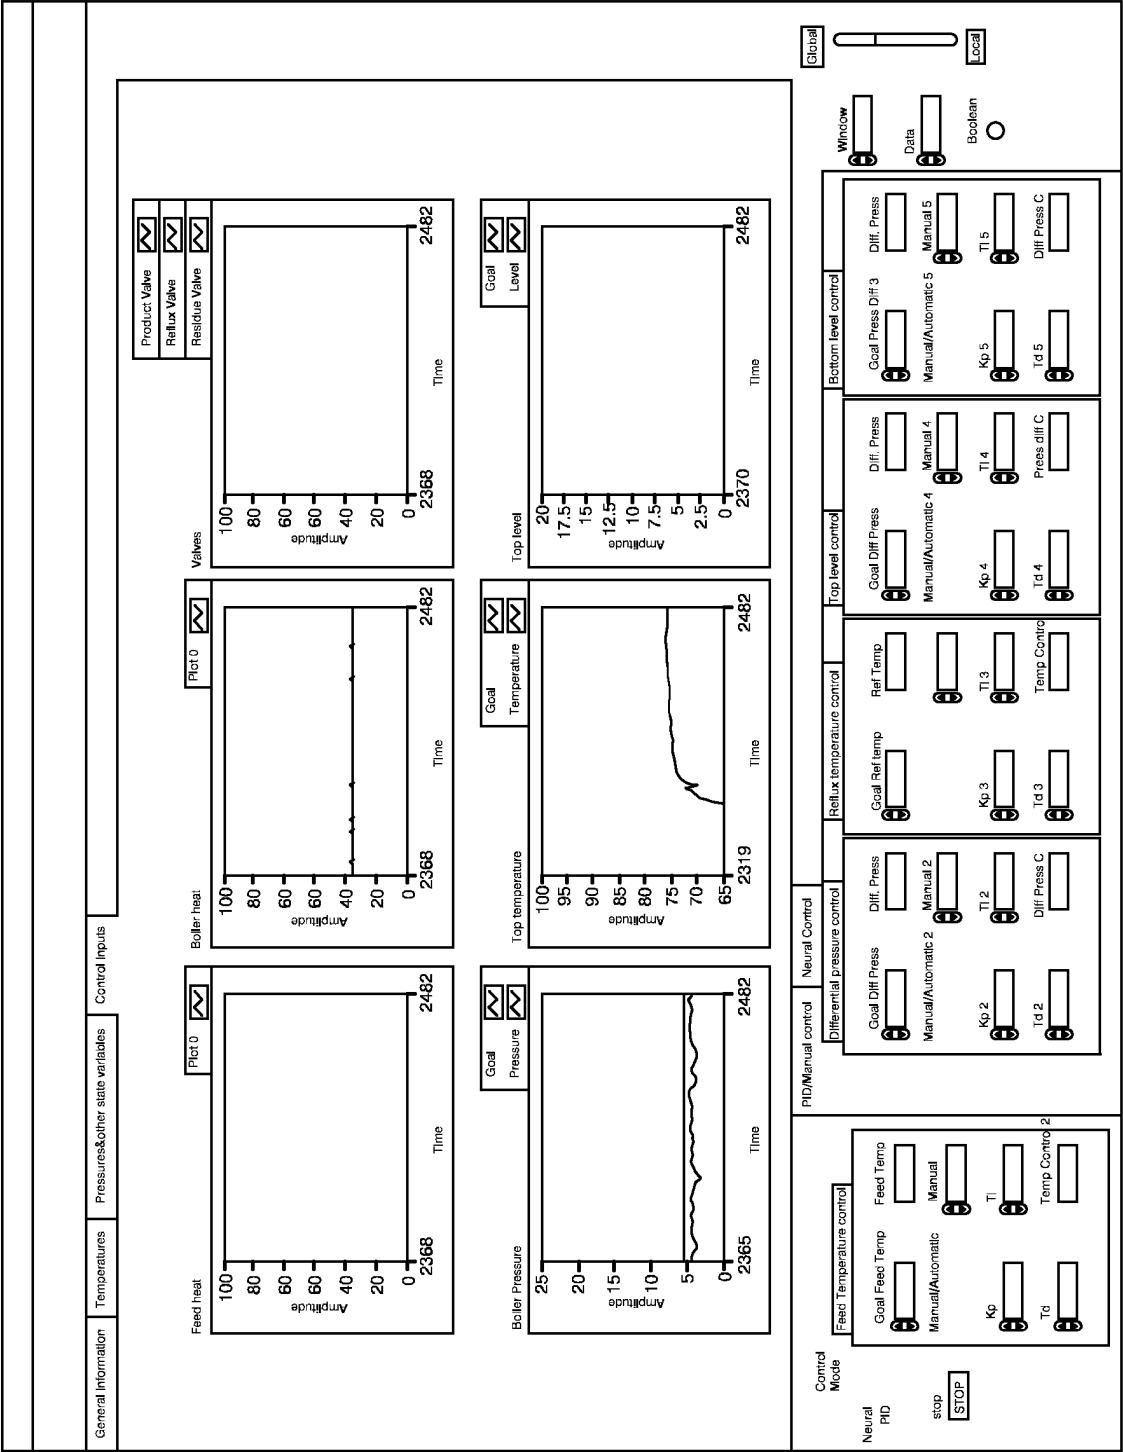 General Information
Temperatures
Pressures&other state variables
Control Inputs
Feed heat
Plot 0
100
80
60
60
40
20
0
Amplitude
2368
2482
Time
Boiler heat
Plot 0
100
80
60
60
40
20
0
Amplitude
2368
2482
Time
Valves
Product Valve
Reflux Valve
Residue Valve
100
80
60
60
40
20
0
Amplitude
2368
2482
Time
Boiler Pressure
Goal
Pressure
25
20
15
10
5
0
Amplitude
2365
2482
Time
Top temperature
Goal
Temperature
100
95
90
85
80
75
70
65
Amplitude
2319
2482
Time
Top level
Goal
Level
20
17.5
15
12.5
10
7.5
5
2.5
0
Amplitude
2370
2482
Time
Control
Mode
Neural
PID
stop
STOP
Feed Temperature control
Goal Feed Temp
Feed Temp
Manual/Automatic
Manual
Kp
TI
Td
Temp Control 2
PID/Manual control
Neural Control
Differential pressure control
Goal Diff Press
Diff. Press
Manual/Automatic 2
Manual 2
Kp 2
TI 2
Td 2
Diff Press C
Reflux temperature control
Goal Ref temp
Ref Temp
Kp 3
TI 3
Td 3
Temp Contro
Top level control
Goal Diff Press
Diff. Press
Manual/Automatic 4
Manual 4
Kp 4
TI 4
Td 4
Prees diff C
Bottom level control
Goal Press Diff 3
Diff. Press
Manual/Automatic 5
Manual 5
Kp 5
TI 5
Td 5
Diff Press C
Window
Data
Boolean
Global
Local